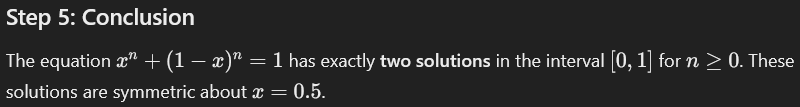 Step 5: Conclusion
The equation xⁿ + (1 − x)ⁿ = 1 has exactly two solutions in the interval [0, 1] for n ≥ 0. These
solutions are symmetric about x = 0.5.